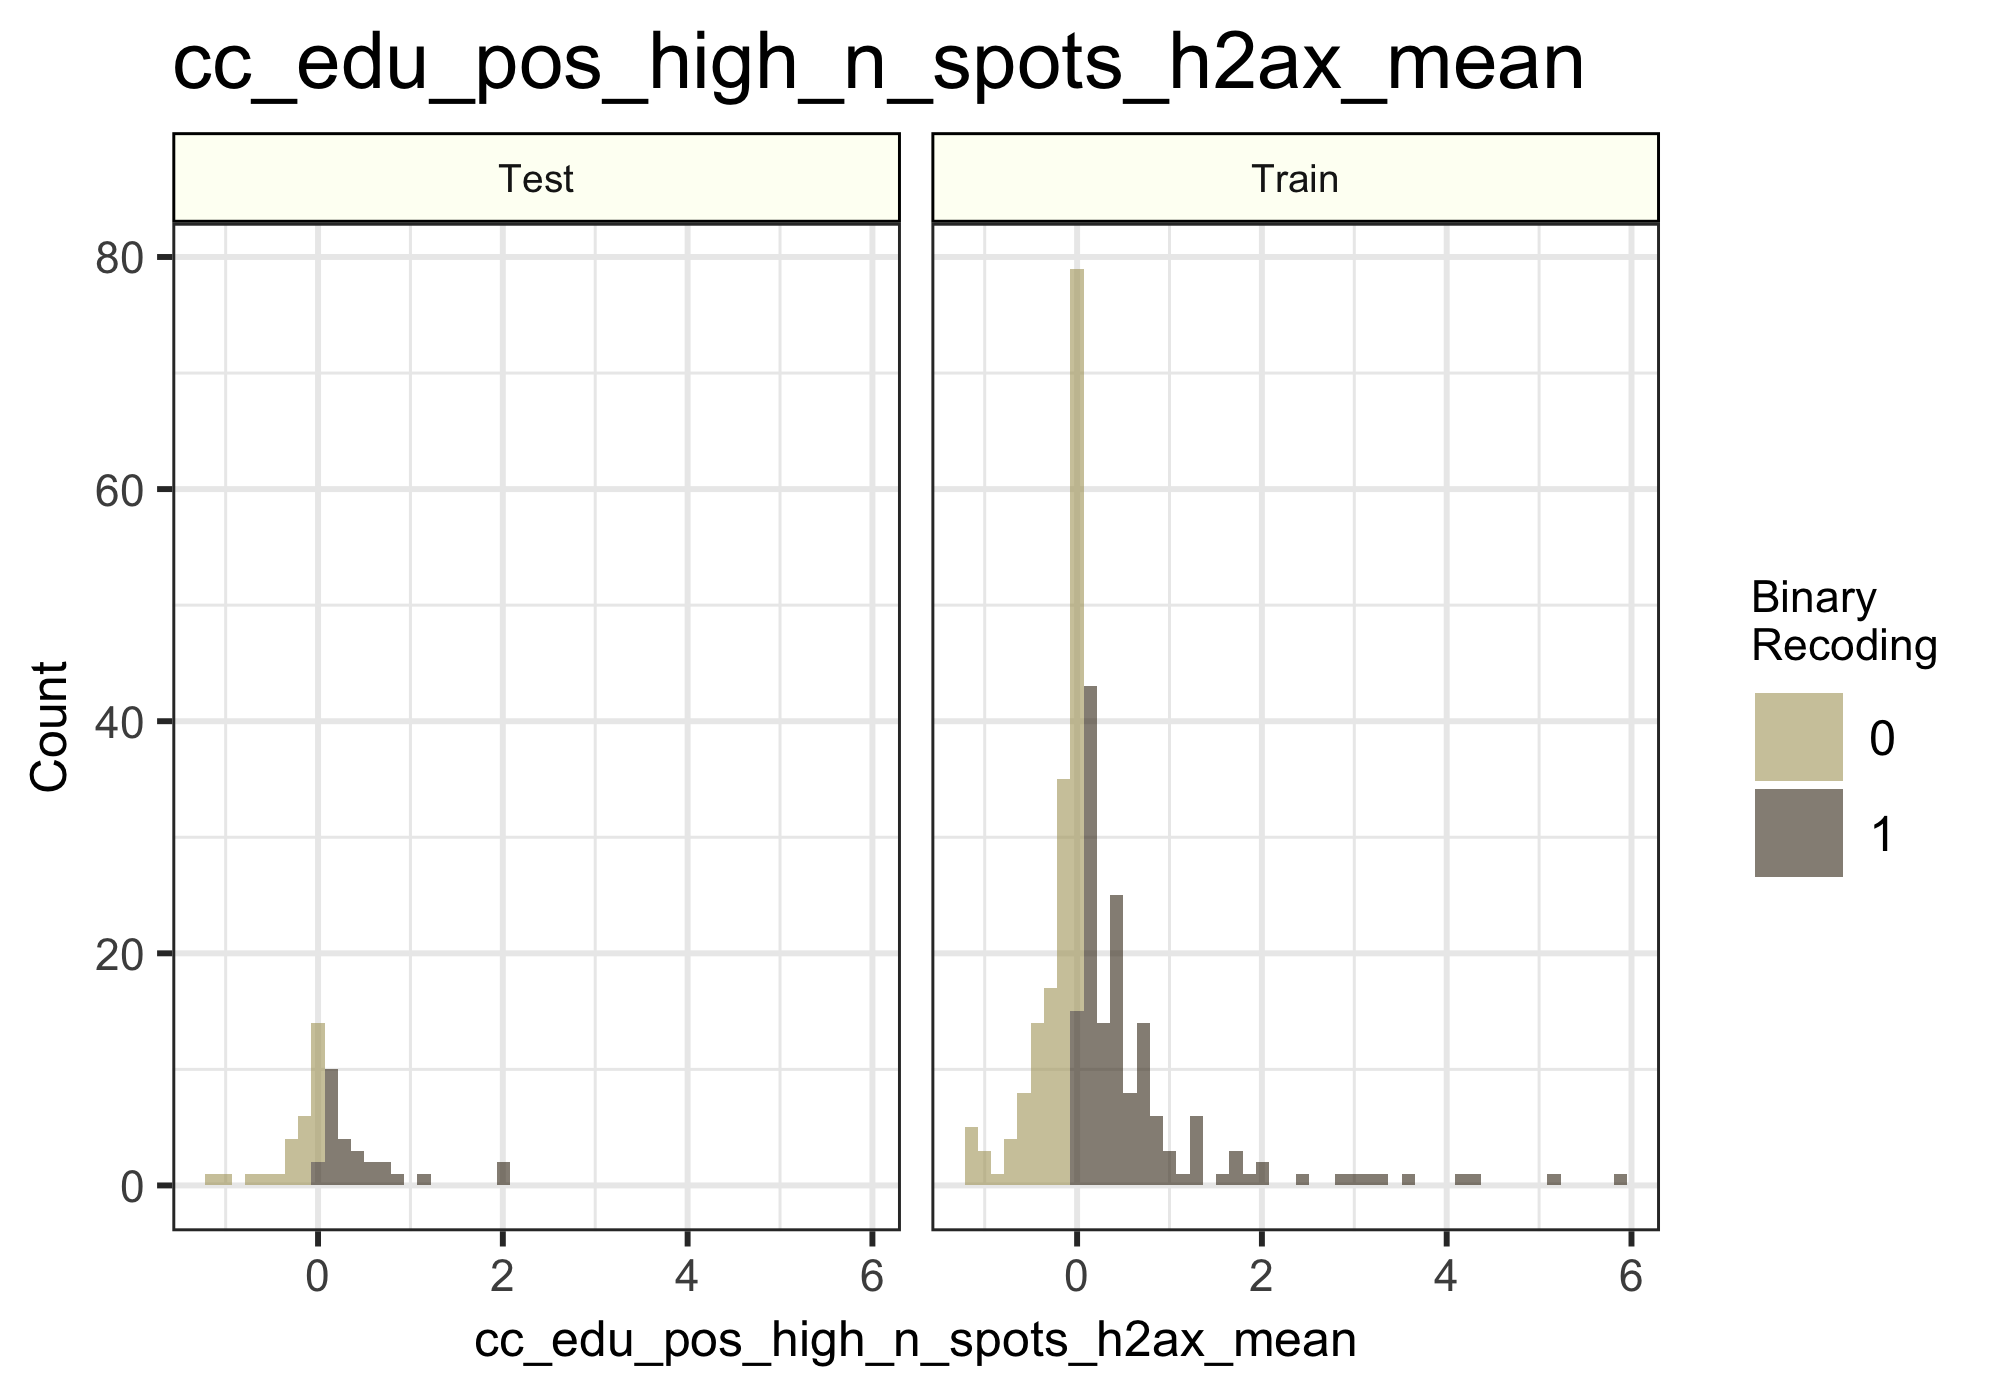 cc_edu_pos_high_n_spots_h2ax_mean
Test
Train
80
60
40
20
0
Count
0 2 4 6
0 2 4 6
cc_edu_pos_high_n_spots_h2ax_mean
Binary
Recoding
0
1